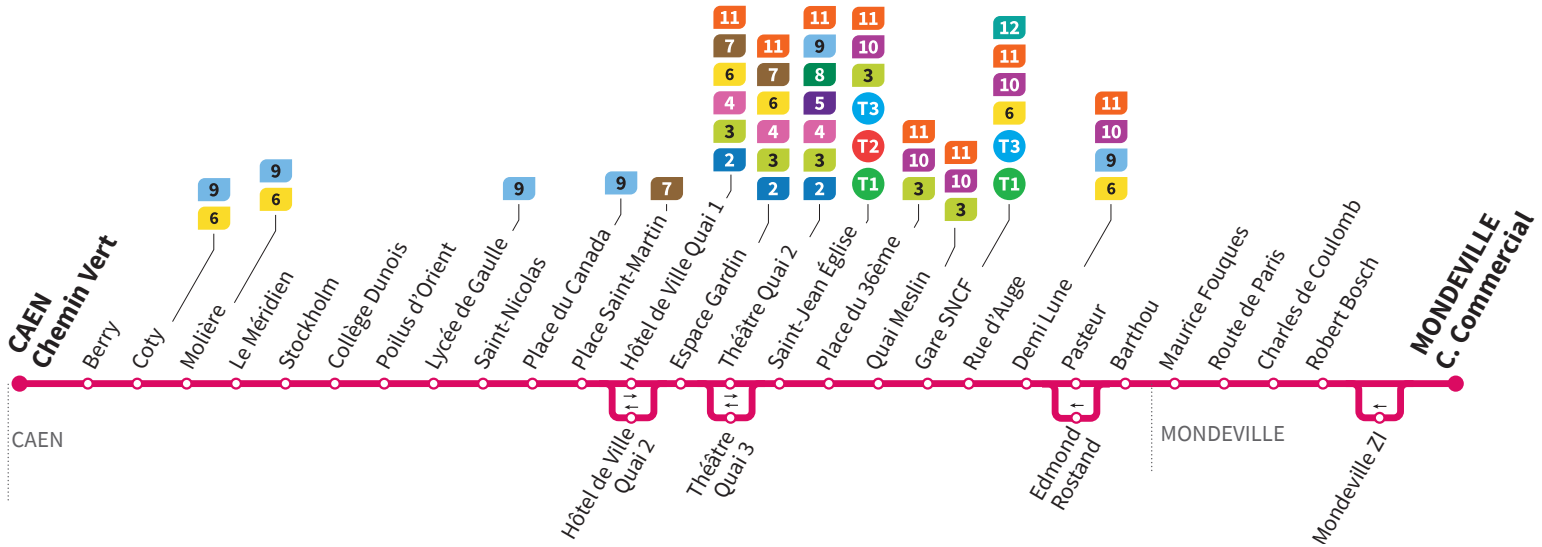 11
7
6
4
3
2
11
7
6
4
3
2
11
9
8
5
4
3
2
11
10
3
T3
T2
T1
12
11
10
6
T3
T1
11
10
3
11
10
3
11
10
9
6
9
6
9
6
9
9
7
CAEN
Chemin Vert
Berry
Coty
Molière
Le Méridien
Stockholm
Collège Dunois
Poilus d’Orient
Lycée de Gaulle
Saint-Nicolas
Place du Canada
Place Saint-Martin
Hôtel de Ville Quai 1
Espace Gardin
Théâtre Quai 2
Saint-Jean Église
Place du 36ème
Quai Meslin
Gare SNCF
Rue d’Auge
Demi Lune
Pasteur
Barthou
Maurice Fouques
Route de Paris
Charles de Coulomb
Robert Bosch
MONDEVILLE
C. Commercial
CAEN
Hôtel de Ville
Quai 2
Théâtre
Quai 3
Edmond
Rostand
MONDEVILLE
Mondeville ZI